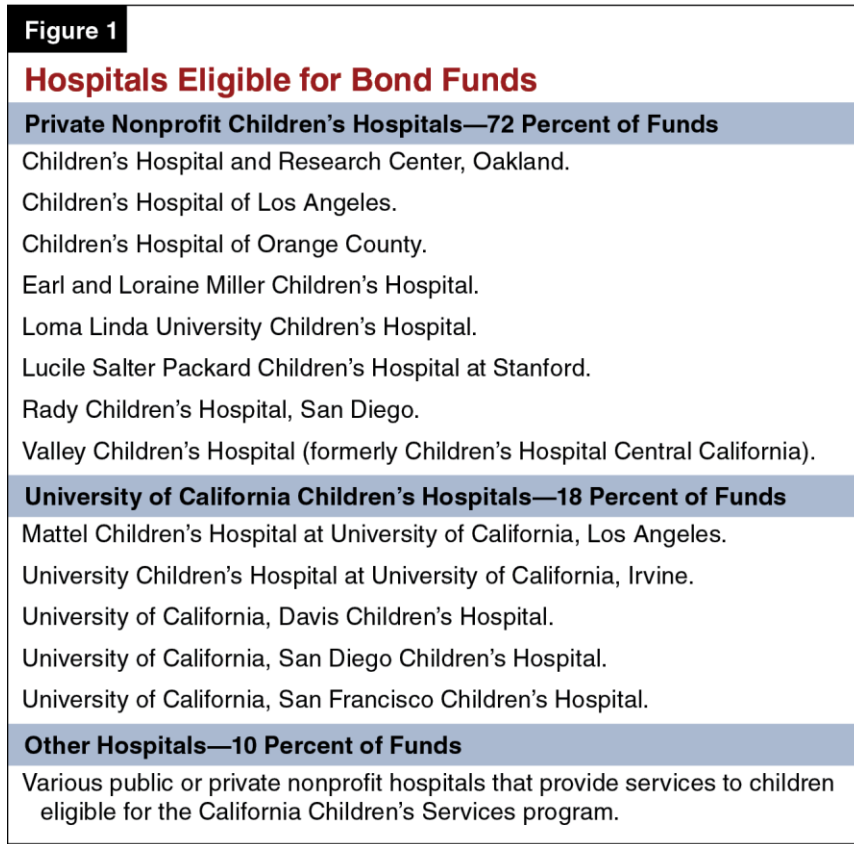 Figure 1
Hospitals Eligible for Bond Funds
Private Nonprofit Children’s Hospitals—72 Percent of Funds
Children’s Hospital and Research Center, Oakland.
Children’s Hospital of Los Angeles.
Children’s Hospital of Orange County.
Earl and Loraine Miller Children’s Hospital.
Loma Linda University Children’s Hospital.
Lucile Salter Packard Children’s Hospital at Stanford.
Rady Children’s Hospital, San Diego.
Valley Children’s Hospital (formerly Children’s Hospital Central California).
University of California Children’s Hospitals—18 Percent of Funds
Mattel Children’s Hospital at University of California, Los Angeles.
University Children’s Hospital at University of California, Irvine.
University of California, Davis Children’s Hospital.
University of California, San Diego Children’s Hospital.
University of California, San Francisco Children’s Hospital.
Other Hospitals—10 Percent of Funds
Various public or private nonprofit hospitals that provide services to children
eligible for the California Children’s Services program.